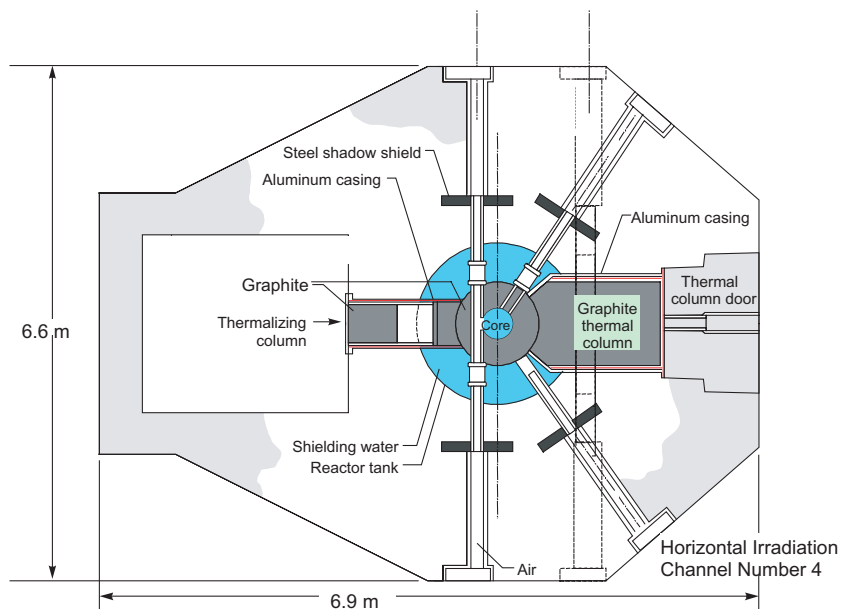 Steel shadow shield
Aluminum casing
Aluminum casing
Graphite
Thermal
column door
Graphite
thermal
column
Core
Thermalizing
column
6.6 m
Shielding water
Reactor tank
Horizontal Irradiation
Channel Number 4
Air
6.9 m